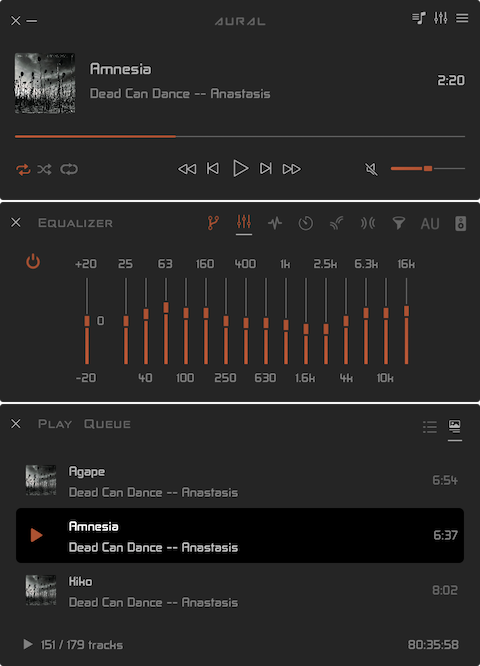 AURAL
Amnesia
Dead Can Dance -- Anastasis
2:20
Equalizer
AU
+20 25 63 160 400 1k 2.5k 6.3k 16k
0
-20 40 100 250 630 1.6k 4k 10k
Play Queue
Agape
Dead Can Dance -- Anastasis
6:54
Amnesia
Dead Can Dance -- Anastasis
6:37
Kiko
Dead Can Dance -- Anastasis
8:02
151 / 179 tracks
80:35:58